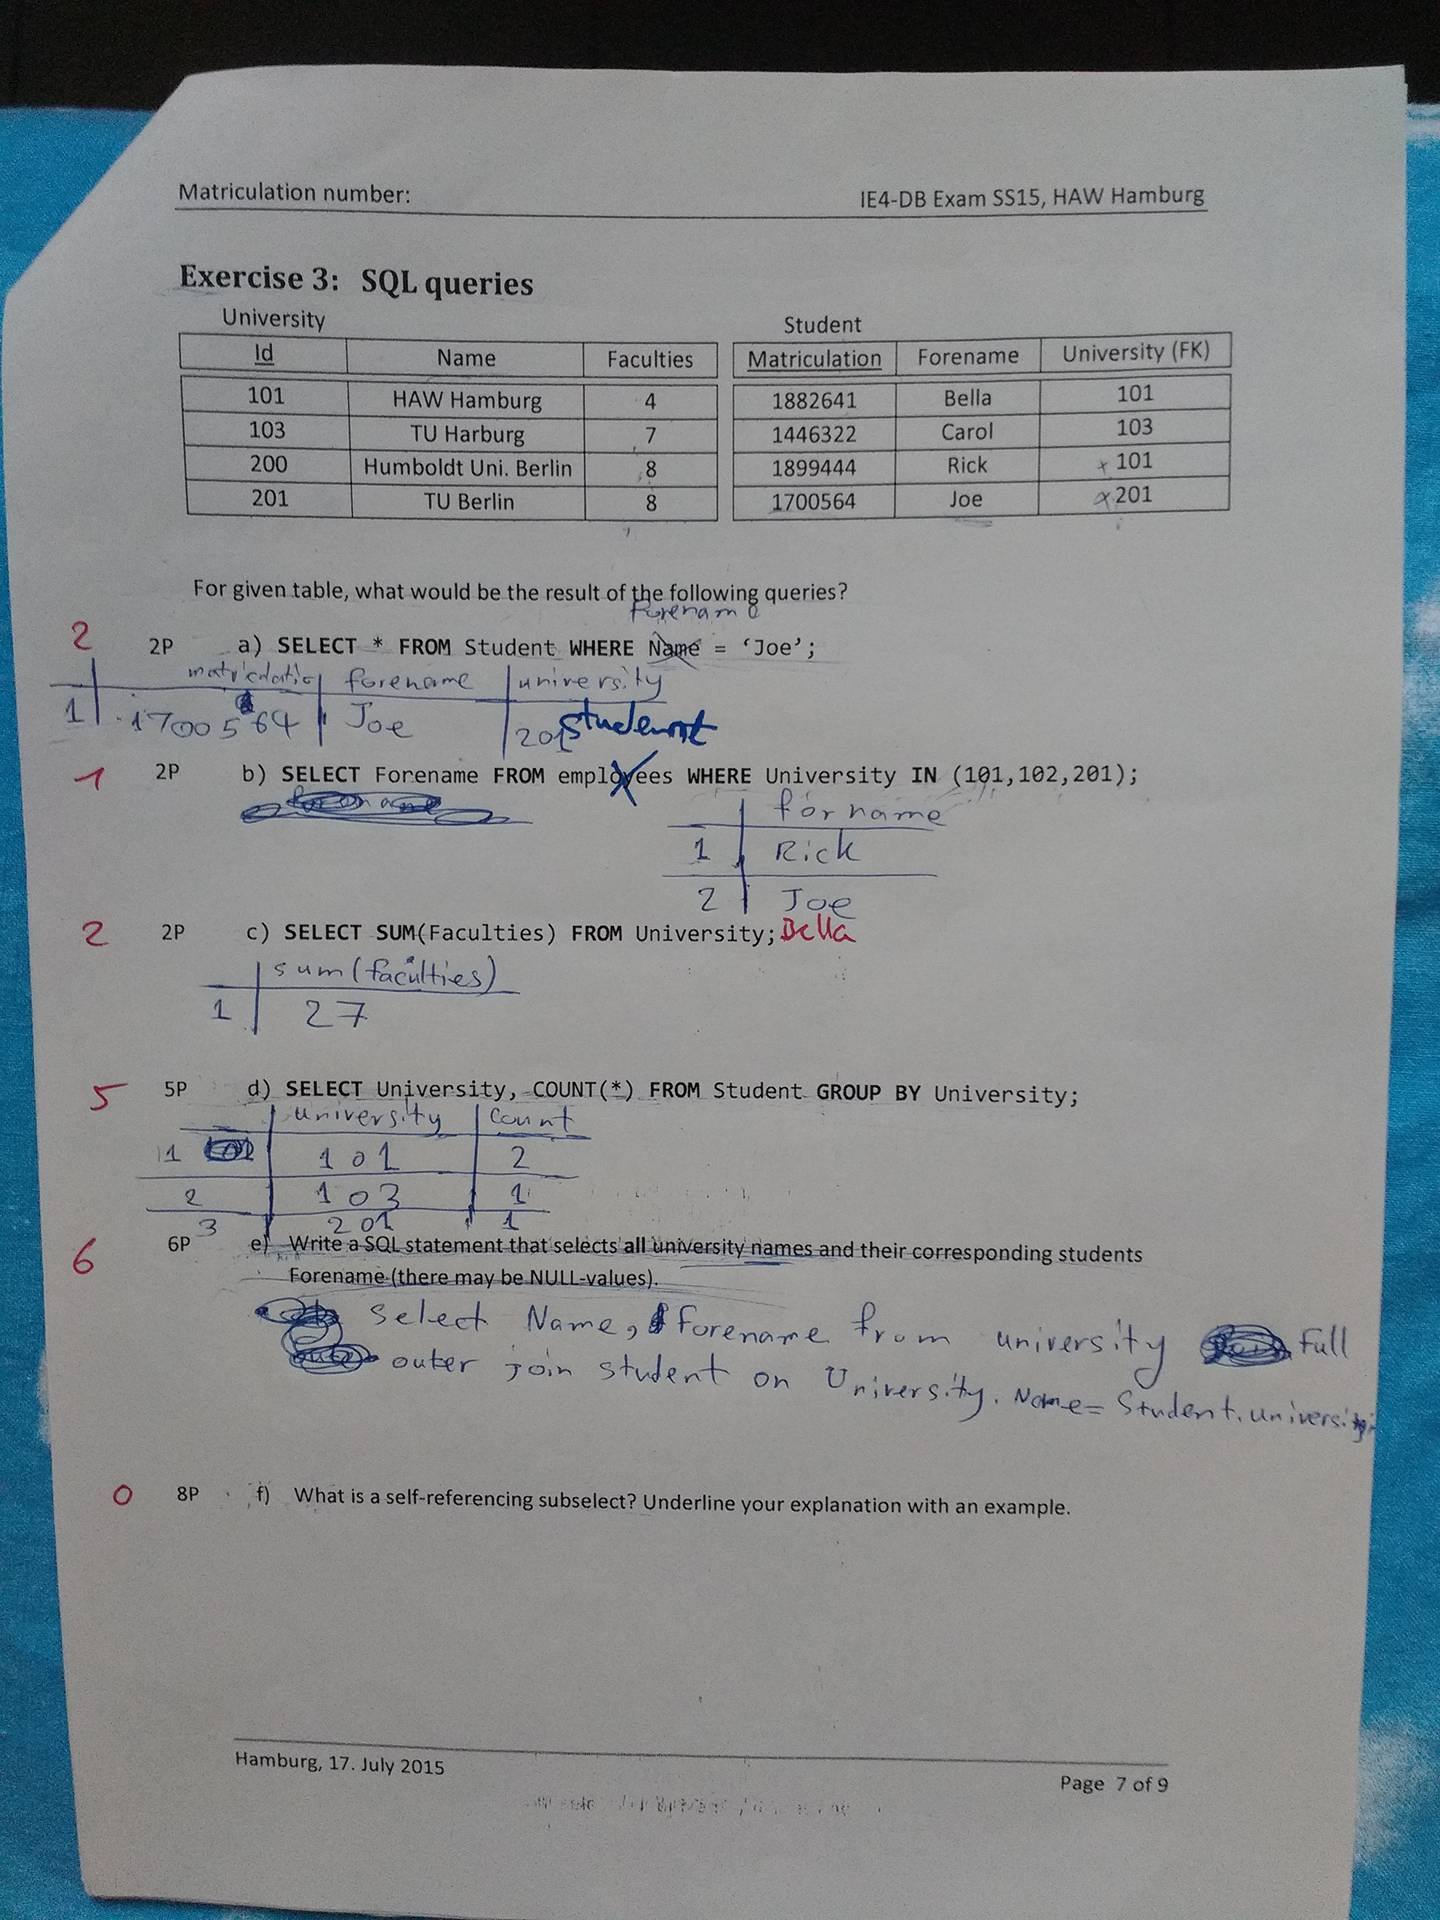 Matriculation number: IE4-DB Exam SS15, HAW Hamburg
Exercise 3: SQL queries
University Student
Id Name Faculties Matriculation Forename University (FK)
101 HAW Hamburg 4 1882641 Bella 101
103 TU Harburg 7 1446322 Carol 103
200 Humboldt Uni. Berlin 8 1899444 Rick x 101
201 TU Berlin 8 1700564 Joe x 201
For given table, what would be the result of the following queries?
Forename
2 2P a) SELECT * FROM Student WHERE Name = ‘Joe’;
matriculatio forename university
1 1700564 Joe 201
student
1 2P b) SELECT Forename FROM employees WHERE University IN (101,102,201);
forname
1 Rick
2 Joe
2 2P c) SELECT SUM(Faculties) FROM University; Bella
sum(faculties)
1 27
5 5P d) SELECT University, COUNT(*) FROM Student GROUP BY University;
university count
1 101 2
2 103 1
3 201 1
6 6P e) Write a SQL statement that selects all university names and their corresponding students
Forename (there may be NULL-values).
Select Name, forename from university Full
outer join student on University.Name= Student.university
0 8P f) What is a self-referencing subselect? Underline your explanation with an example.
Hamburg, 17. July 2015
Page 7 of 9